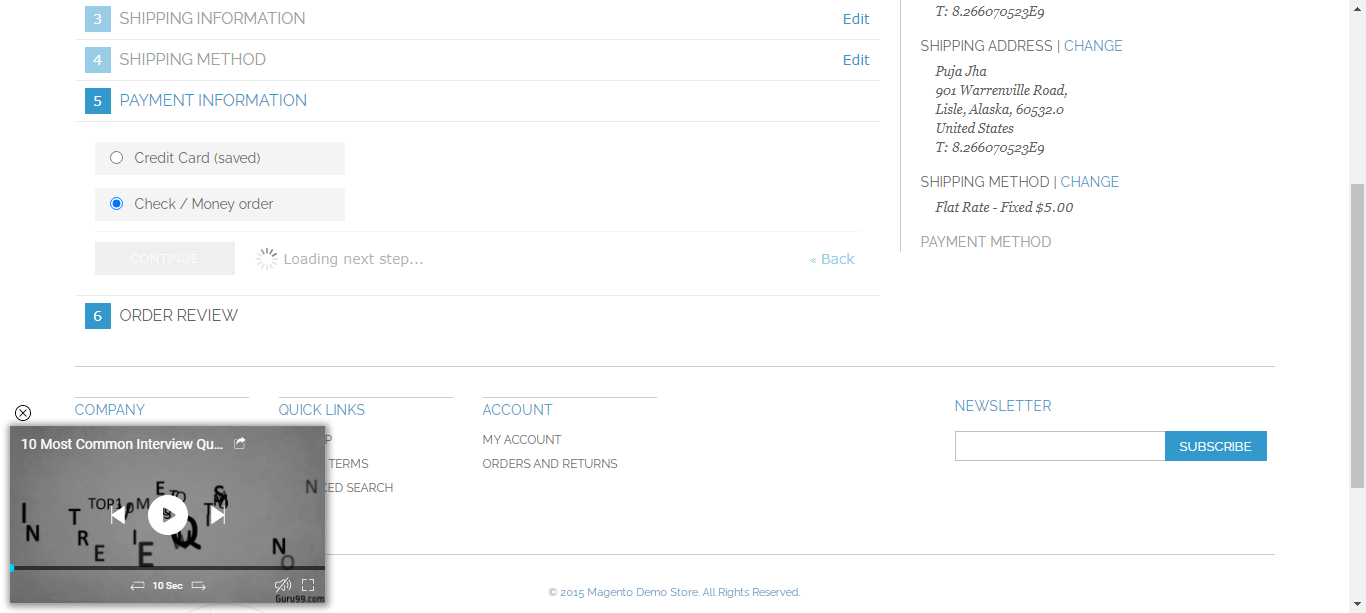 3 SHIPPING INFORMATION Edit
4 SHIPPING METHOD Edit
5 PAYMENT INFORMATION
Credit Card (saved)
Check / Money order
CONTINUE Loading next step... « Back
6 ORDER REVIEW
T: 8.266070523E9
SHIPPING ADDRESS | CHANGE
Puja Jha
901 Warrenville Road,
Lisle, Alaska, 60532.0
United States
T: 8.266070523E9
SHIPPING METHOD | CHANGE
Flat Rate - Fixed $5.00
PAYMENT METHOD
COMPANY
QUICK LINKS
P
TERMS
CED SEARCH
ACCOUNT
MY ACCOUNT
ORDERS AND RETURNS
NEWSLETTER
SUBSCRIBE
10 Most Common Interview Qu...
10 Sec
Guru99.com
© 2015 Magento Demo Store. All Rights Reserved.